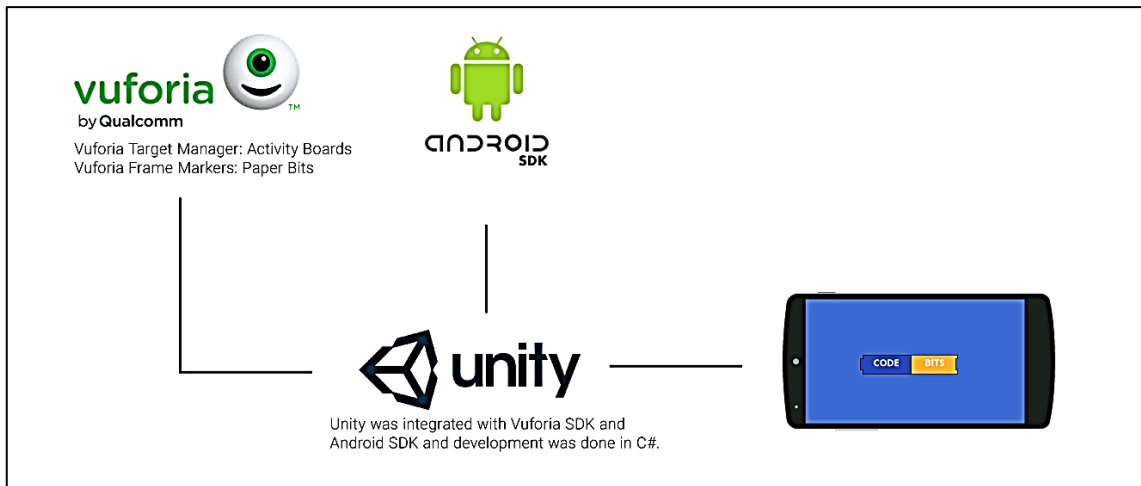 vuforia
TM
by Qualcomm
Vuforia Target Manager: Activity Boards
Vuforia Frame Markers: Paper Bits
ANDROID
SDK
unity
Unity was integrated with Vuforia SDK and
Android SDK and development was done in C#.
CODE BITS